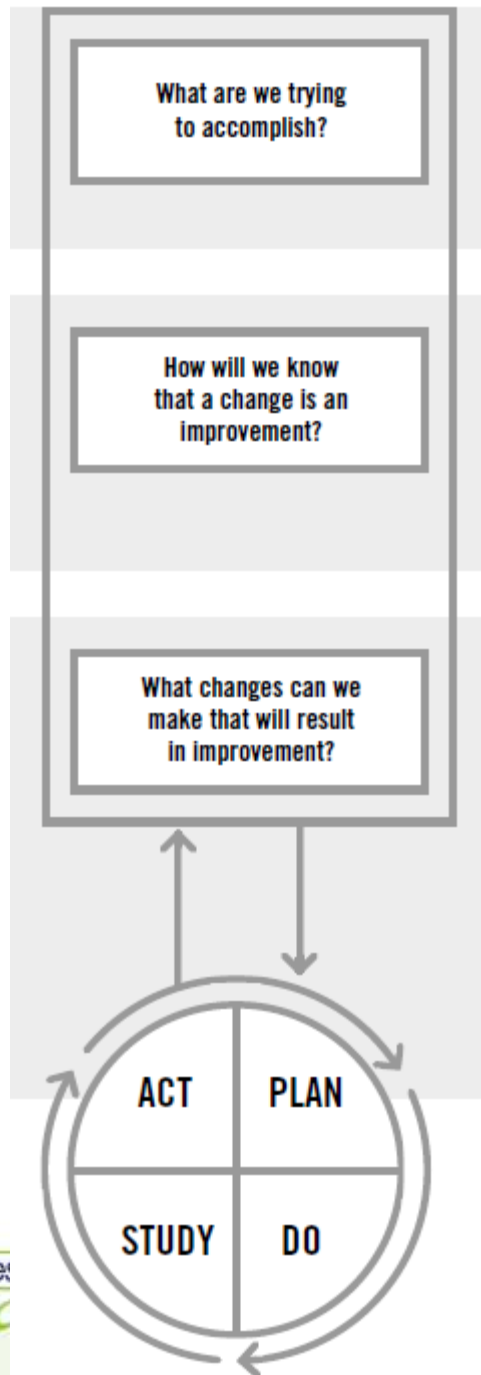 What are we trying
to accomplish?
How will we know
that a change is an
improvement?
What changes can we
make that will result
in improvement?
ACT PLAN
STUDY DO